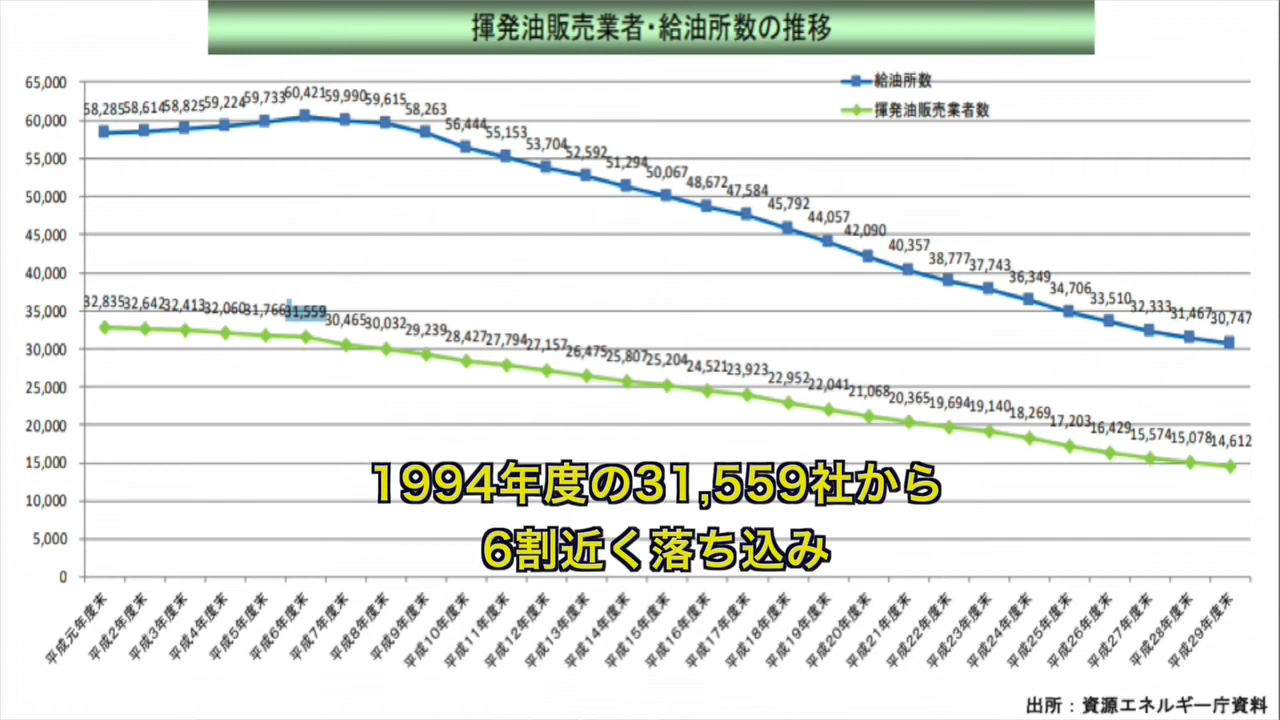 揮発油販売業者・給油所数の推移
給油所数
揮発油販売業者数
65,000
60,000
55,000
50,000
45,000
40,000
35,000
30,000
25,000
20,000
15,000
10,000
5,000
0
58,285 58,614 58,825 59,224 59,733 60,421 59,990 59,615 58,263 56,444 55,153 53,704 52,592 51,294 50,067 48,672 47,584 45,792 44,057 42,090 40,357 38,777 37,743 36,349 34,706 33,510 32,333 31,467 30,747
32,835 32,642 32,413 32,060 31,766 31,559 30,465 30,032 29,239 28,427 27,794 27,157 26,475 25,807 25,204 24,521 23,923 22,952 22,041 21,068 20,365 19,694 19,140 18,269 17,203 16,429 15,574 15,078 14,612
1994年度の31,559社から
6割近く落ち込み
平成元年度末 平成2年度末 平成3年度末 平成4年度末 平成5年度末 平成6年度末 平成7年度末 平成8年度末 平成9年度末 平成10年度末 平成11年度末 平成12年度末 平成13年度末 平成14年度末 平成15年度末 平成16年度末 平成17年度末 平成18年度末 平成19年度末 平成20年度末 平成21年度末 平成22年度末 平成23年度末 平成24年度末 平成25年度末 平成26年度末 平成27年度末 平成28年度末 平成29年度末
出所：資源エネルギー庁資料